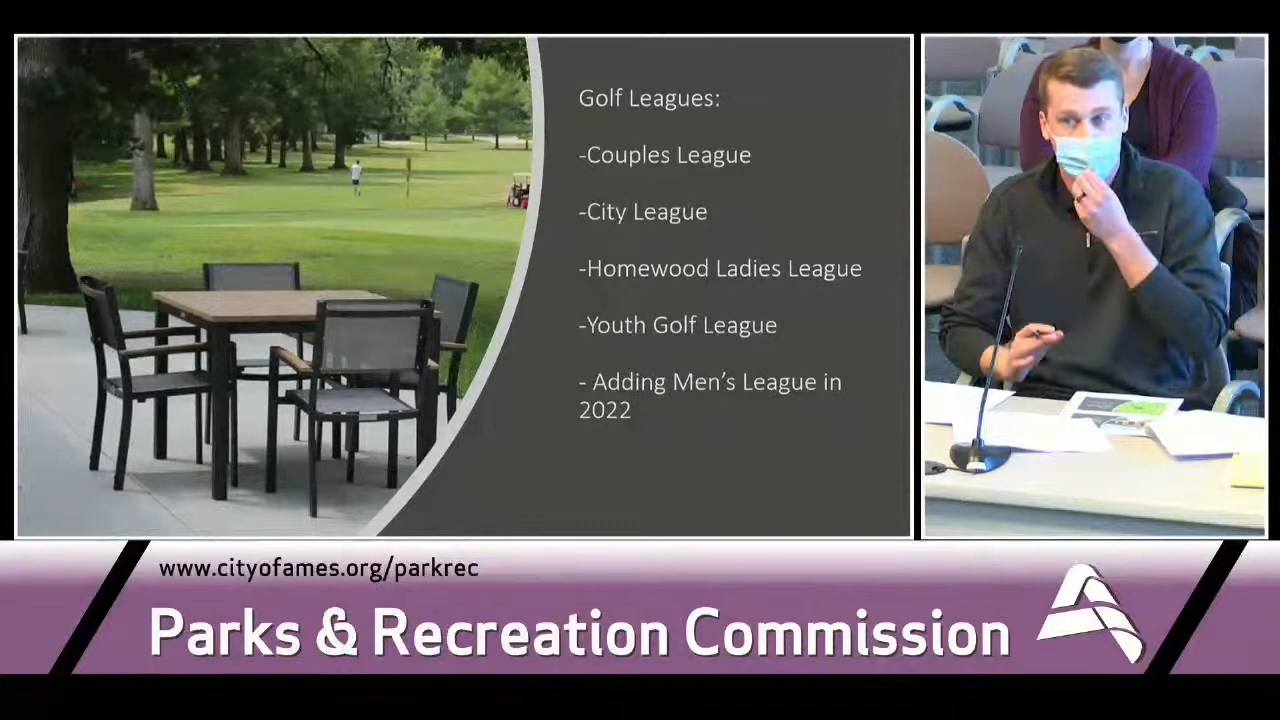 Golf Leagues:
-Couples League
-City League
-Homewood Ladies League
-Youth Golf League
- Adding Men’s League in
2022
www.cityofames.org/parkrec
Parks & Recreation Commission